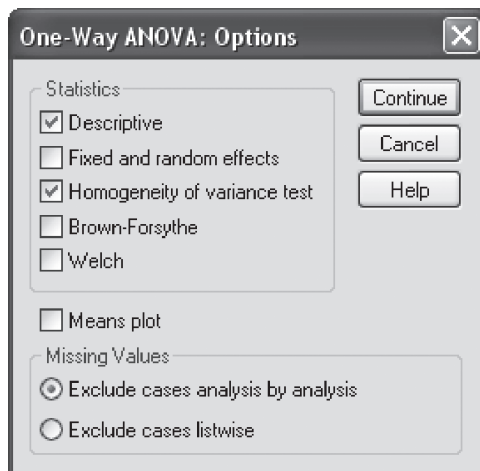 One-Way ANOVA: Options
Statistics
Descriptive
Fixed and random effects
Homogeneity of variance test
Brown-Forsythe
Welch
Continue
Cancel
Help
Means plot
Missing Values
Exclude cases analysis by analysis
Exclude cases listwise